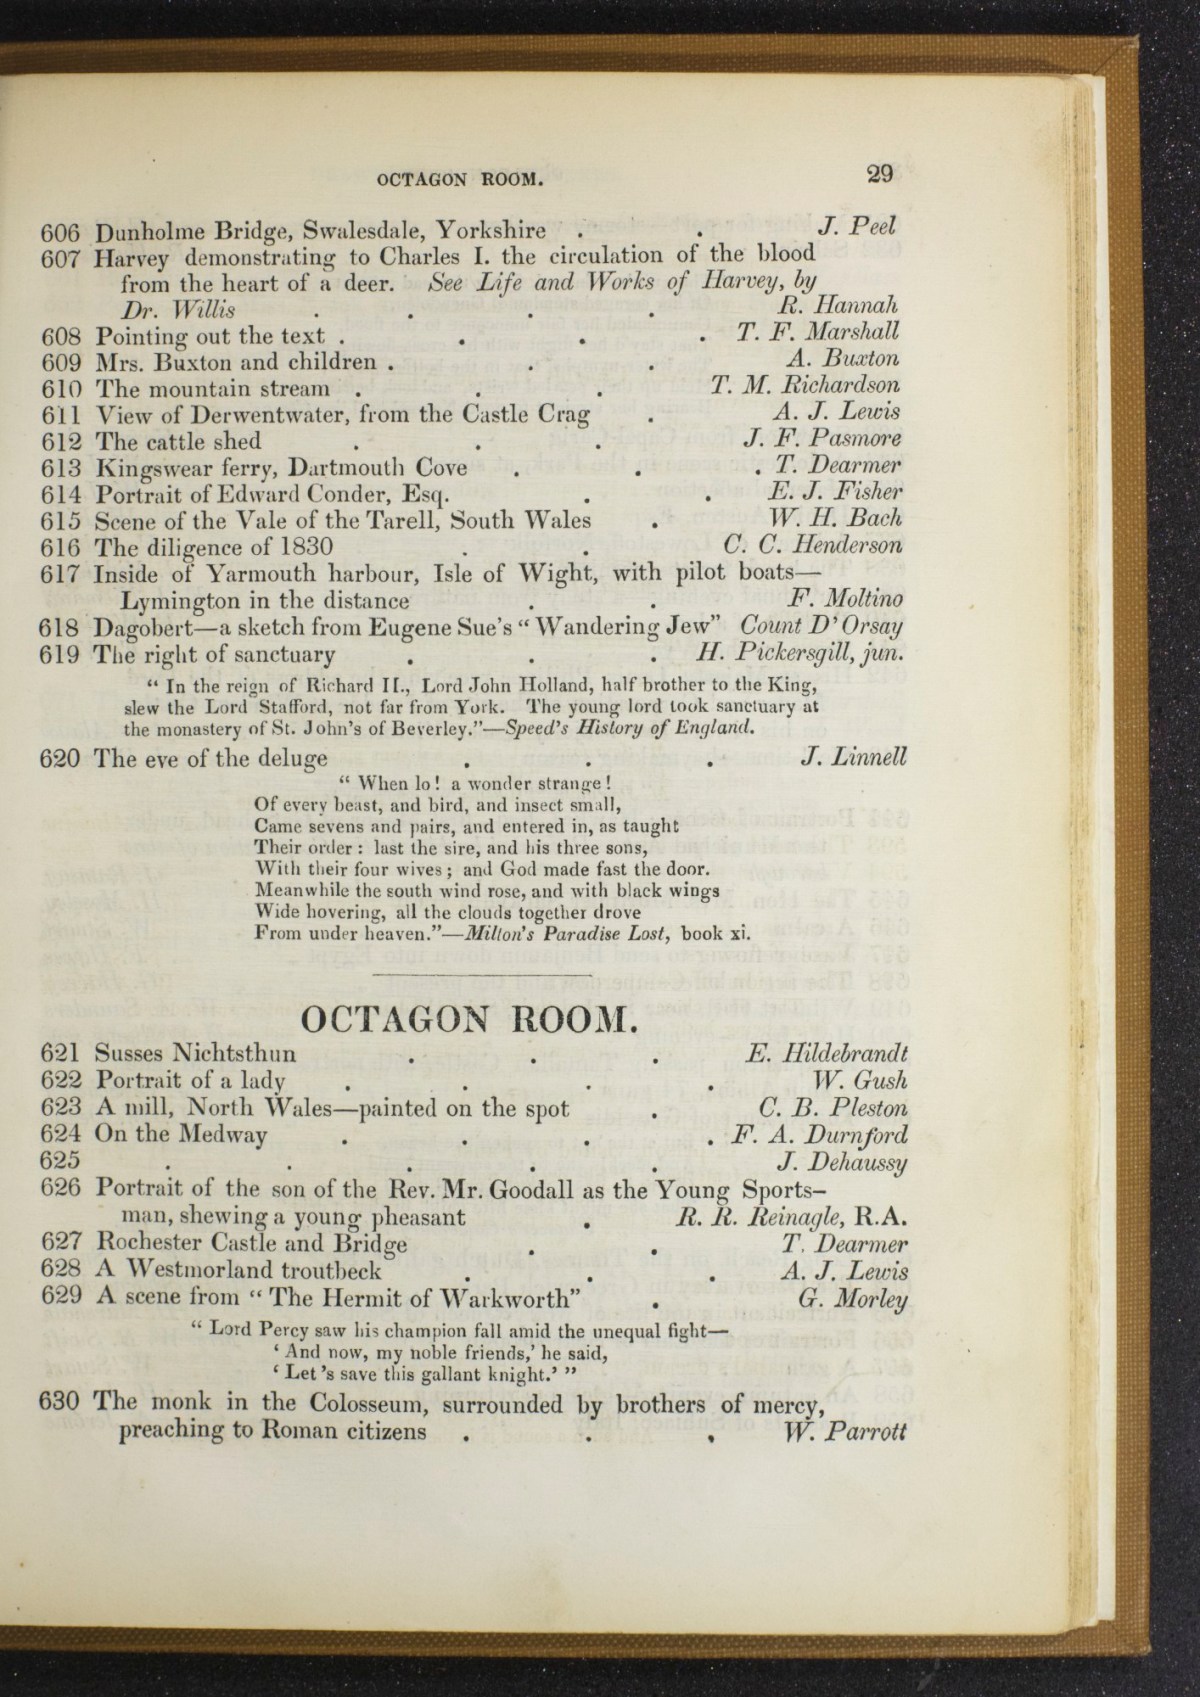 OCTAGON ROOM. 29
606 Dunholme Bridge, Swalesdale, Yorkshire . . J. Peel
607 Harvey demonstrating to Charles I. the circulation of the blood
from the heart of a deer. See Life and Works of Harvey, by
Dr. Willis . . . . R. Hannah
608 Pointing out the text . . . . T. F. Marshall
609 Mrs. Buxton and children . . . A. Buxton
610 The mountain stream . . . T. M. Richardson
611 View of Derwentwater, from the Castle Crag . A. J. Lewis
612 The cattle shed . . . J. F. Pasmore
613 Kingswear ferry, Dartmouth Cove . . . T. Dearmer
614 Portrait of Edward Conder, Esq. . . E. J. Fisher
615 Scene of the Vale of the Tarell, South Wales . W. H. Bach
616 The diligence of 1830 . . C. C. Henderson
617 Inside of Yarmouth harbour, Isle of Wight, with pilot boats—
Lymington in the distance . . F. Moltino
618 Dagobert—a sketch from Eugene Sue's “ Wandering Jew” Count D'Orsay
619 The right of sanctuary . . . H. Pickersgill, jun.
“ In the reign of Richard II., Lord John Holland, half brother to the King,
slew the Lord Stafford, not far from York. The young lord took sanctuary at
the monastery of St. John's of Beverley.”—Speed's History of England.
620 The eve of the deluge . . . J. Linnell
“ When lo! a wonder strange!
Of every beast, and bird, and insect small,
Came sevens and pairs, and entered in, as taught
Their order: last the sire, and his three sons,
With their four wives; and God made fast the door.
Meanwhile the south wind rose, and with black wings
Wide hovering, all the clouds together drove
From under heaven.”—Milton's Paradise Lost, book xi.
OCTAGON ROOM.
621 Susses Nichtsthun . . . E. Hildebrandt
622 Portrait of a lady . . . . W. Gush
623 A mill, North Wales—painted on the spot . C. B. Pleston
624 On the Medway . . . . F. A. Durnford
625 . . . . . J. Dehaussy
626 Portrait of the son of the Rev. Mr. Goodall as the Young Sports-
man, shewing a young pheasant . R. R. Reinagle, R.A.
627 Rochester Castle and Bridge . . T. Dearmer
628 A Westmorland troutbeck . . . A. J. Lewis
629 A scene from “ The Hermit of Warkworth” . G. Morley
“ Lord Percy saw his champion fall amid the unequal fight—
‘ And now, my noble friends,’ he said,
‘ Let's save this gallant knight.’ ”
630 The monk in the Colosseum, surrounded by brothers of mercy,
preaching to Roman citizens . . . W. Parrott